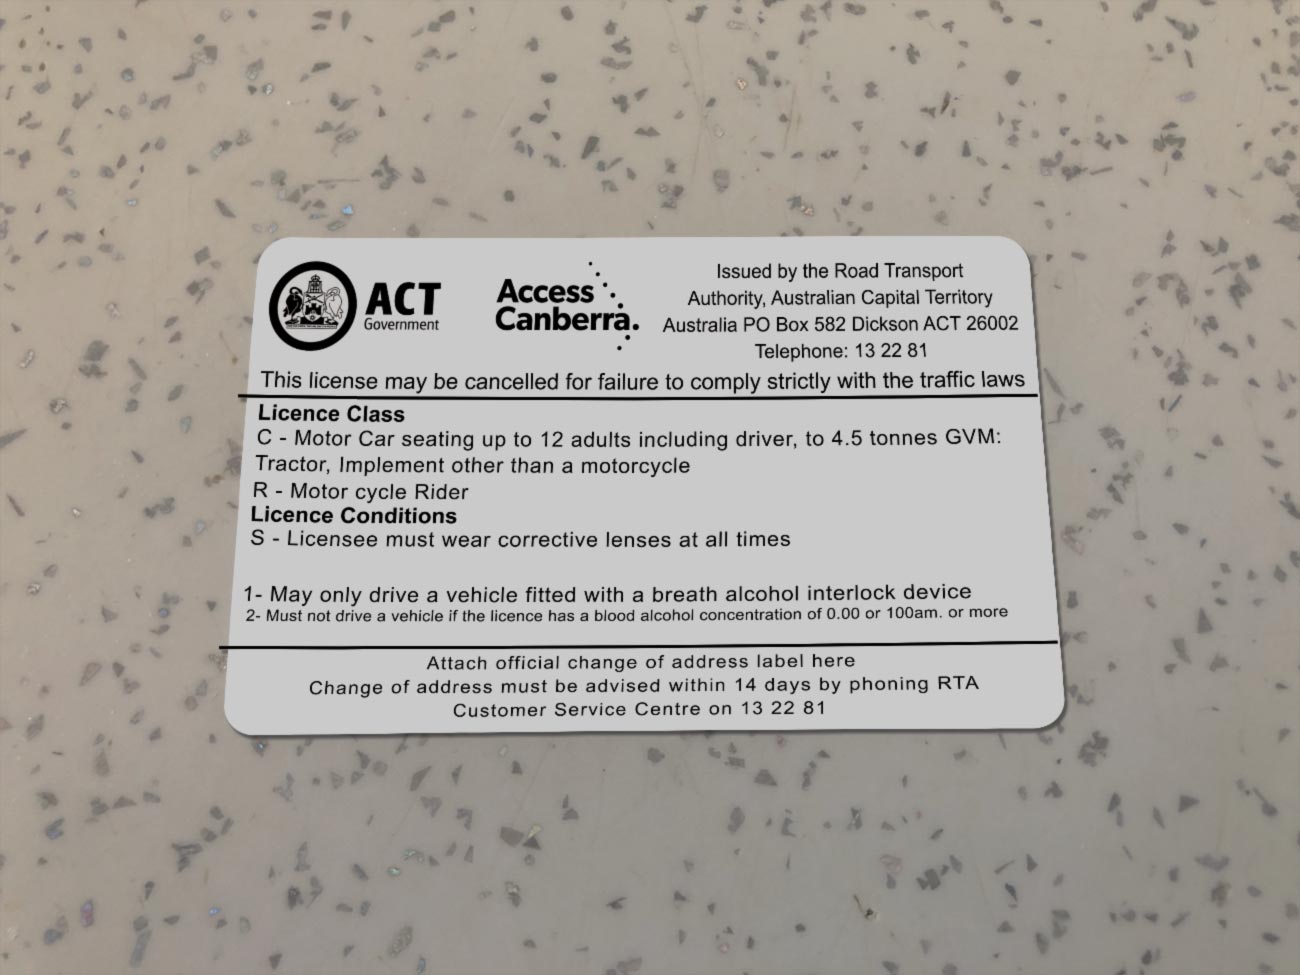 ACT
Government
Access
Canberra.
Issued by the Road Transport
Authority, Australian Capital Territory
Australia PO Box 582 Dickson ACT 26002
Telephone: 13 22 81
This license may be cancelled for failure to comply strictly with the traffic laws
Licence Class
C - Motor Car seating up to 12 adults including driver, to 4.5 tonnes GVM:
Tractor, Implement other than a motorcycle
R - Motor cycle Rider
Licence Conditions
S - Licensee must wear corrective lenses at all times
1- May only drive a vehicle fitted with a breath alcohol interlock device
2- Must not drive a vehicle if the licence has a blood alcohol concentration of 0.00 or 100am. or more
Attach official change of address label here
Change of address must be advised within 14 days by phoning RTA
Customer Service Centre on 13 22 81